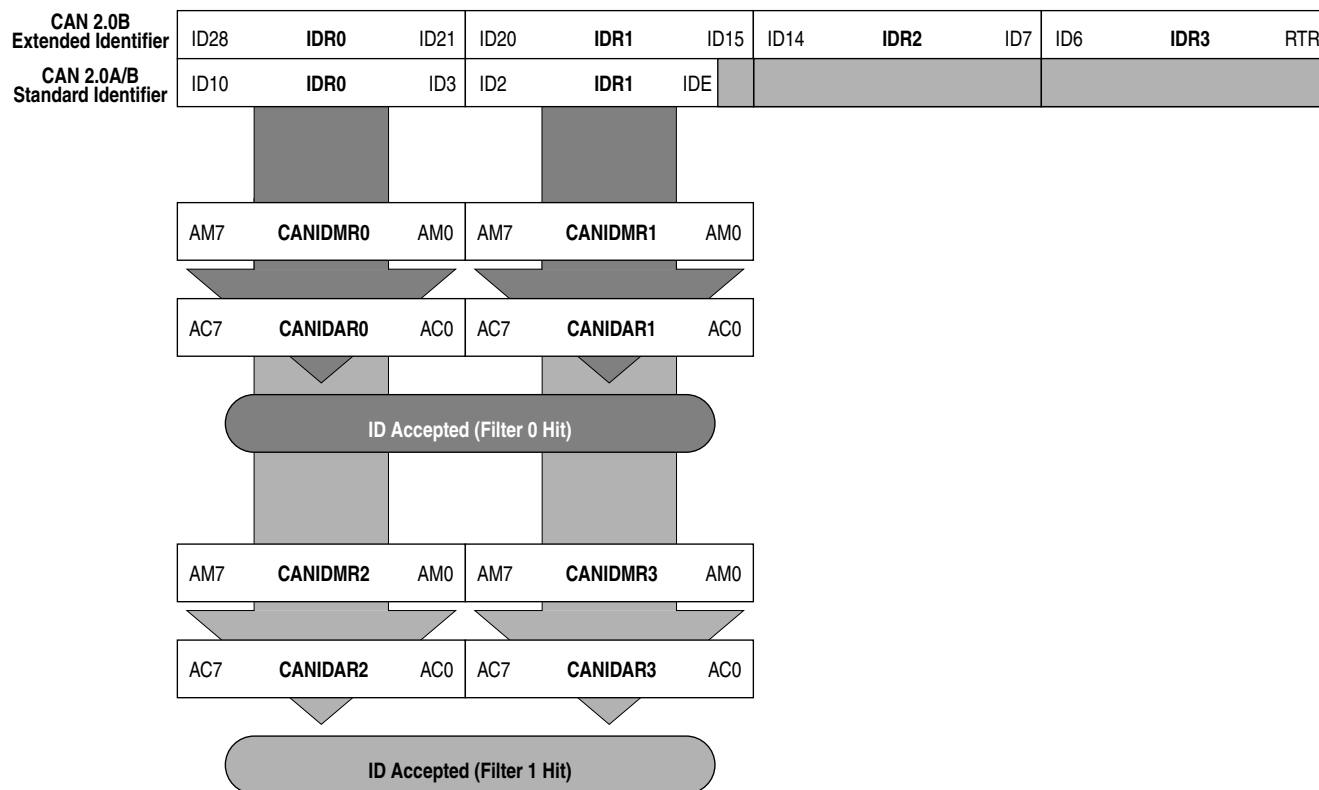 CAN 2.0B
Extended Identifier
ID28 IDR0 ID21 ID20 IDR1 ID15 ID14 IDR2 ID7 ID6 IDR3 RTR
CAN 2.0A/B
Standard Identifier
ID10 IDR0 ID3 ID2 IDR1 IDE
AM7 CANIDMR0 AM0 AM7 CANIDMR1 AM0
AC7 CANIDAR0 AC0 AC7 CANIDAR1 AC0
ID Accepted (Filter 0 Hit)
AM7 CANIDMR2 AM0 AM7 CANIDMR3 AM0
AC7 CANIDAR2 AC0 AC7 CANIDAR3 AC0
ID Accepted (Filter 1 Hit)